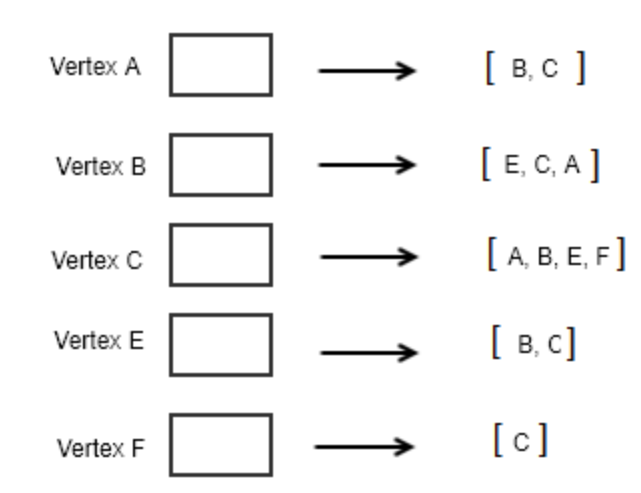 Vertex A [ B, C ]
Vertex B [ E, C, A ]
Vertex C [ A, B, E, F ]
Vertex E [ B, C ]
Vertex F [ C ]